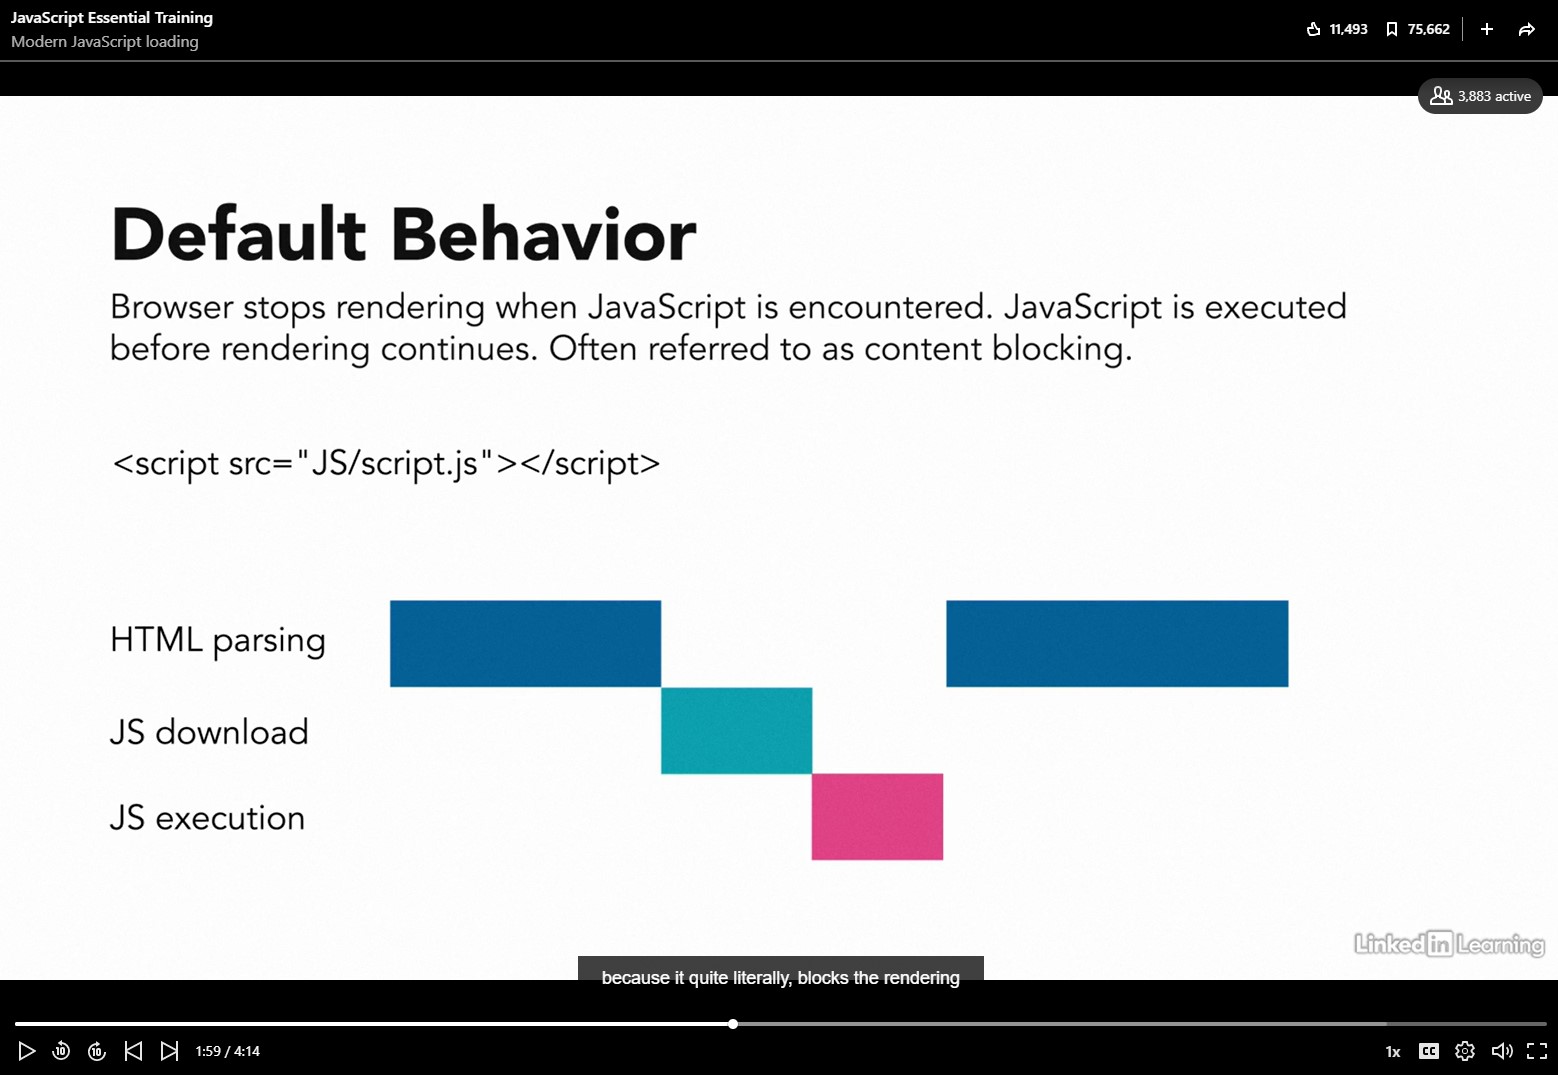 JavaScript Essential Training
Modern JavaScript loading
11,493
75,662
3,883 active
Default Behavior
Browser stops rendering when JavaScript is encountered. JavaScript is executed
before rendering continues. Often referred to as content blocking.
<script src="JS/script.js"></script>
HTML parsing
JS download
JS execution
Linked in Learning
because it quite literally, blocks the rendering
10
10
1:59 / 4:14
1x
CC